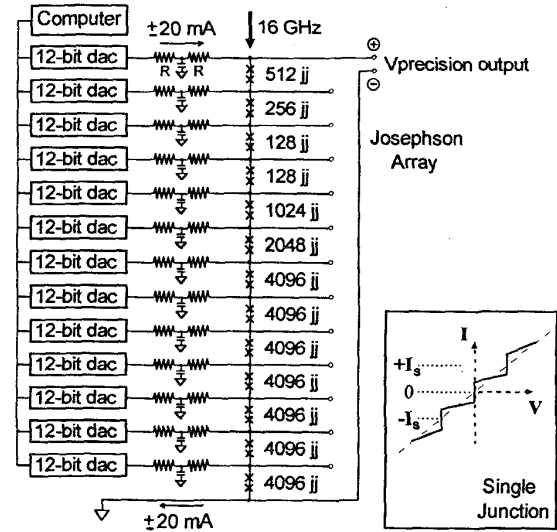 Computer
±20 mA
16 GHz
12-bit dac
R R
⊕
Vprecision output
⊖
512 jj
12-bit dac
256 jj
12-bit dac
128 jj
Josephson
Array
12-bit dac
128 jj
12-bit dac
1024 jj
12-bit dac
2048 jj
12-bit dac
4096 jj
12-bit dac
4096 jj
12-bit dac
4096 jj
12-bit dac
4096 jj
12-bit dac
4096 jj
12-bit dac
4096 jj
12-bit dac
4096 jj
±20 mA
I
+Is
0
V
-Is
Single
Junction